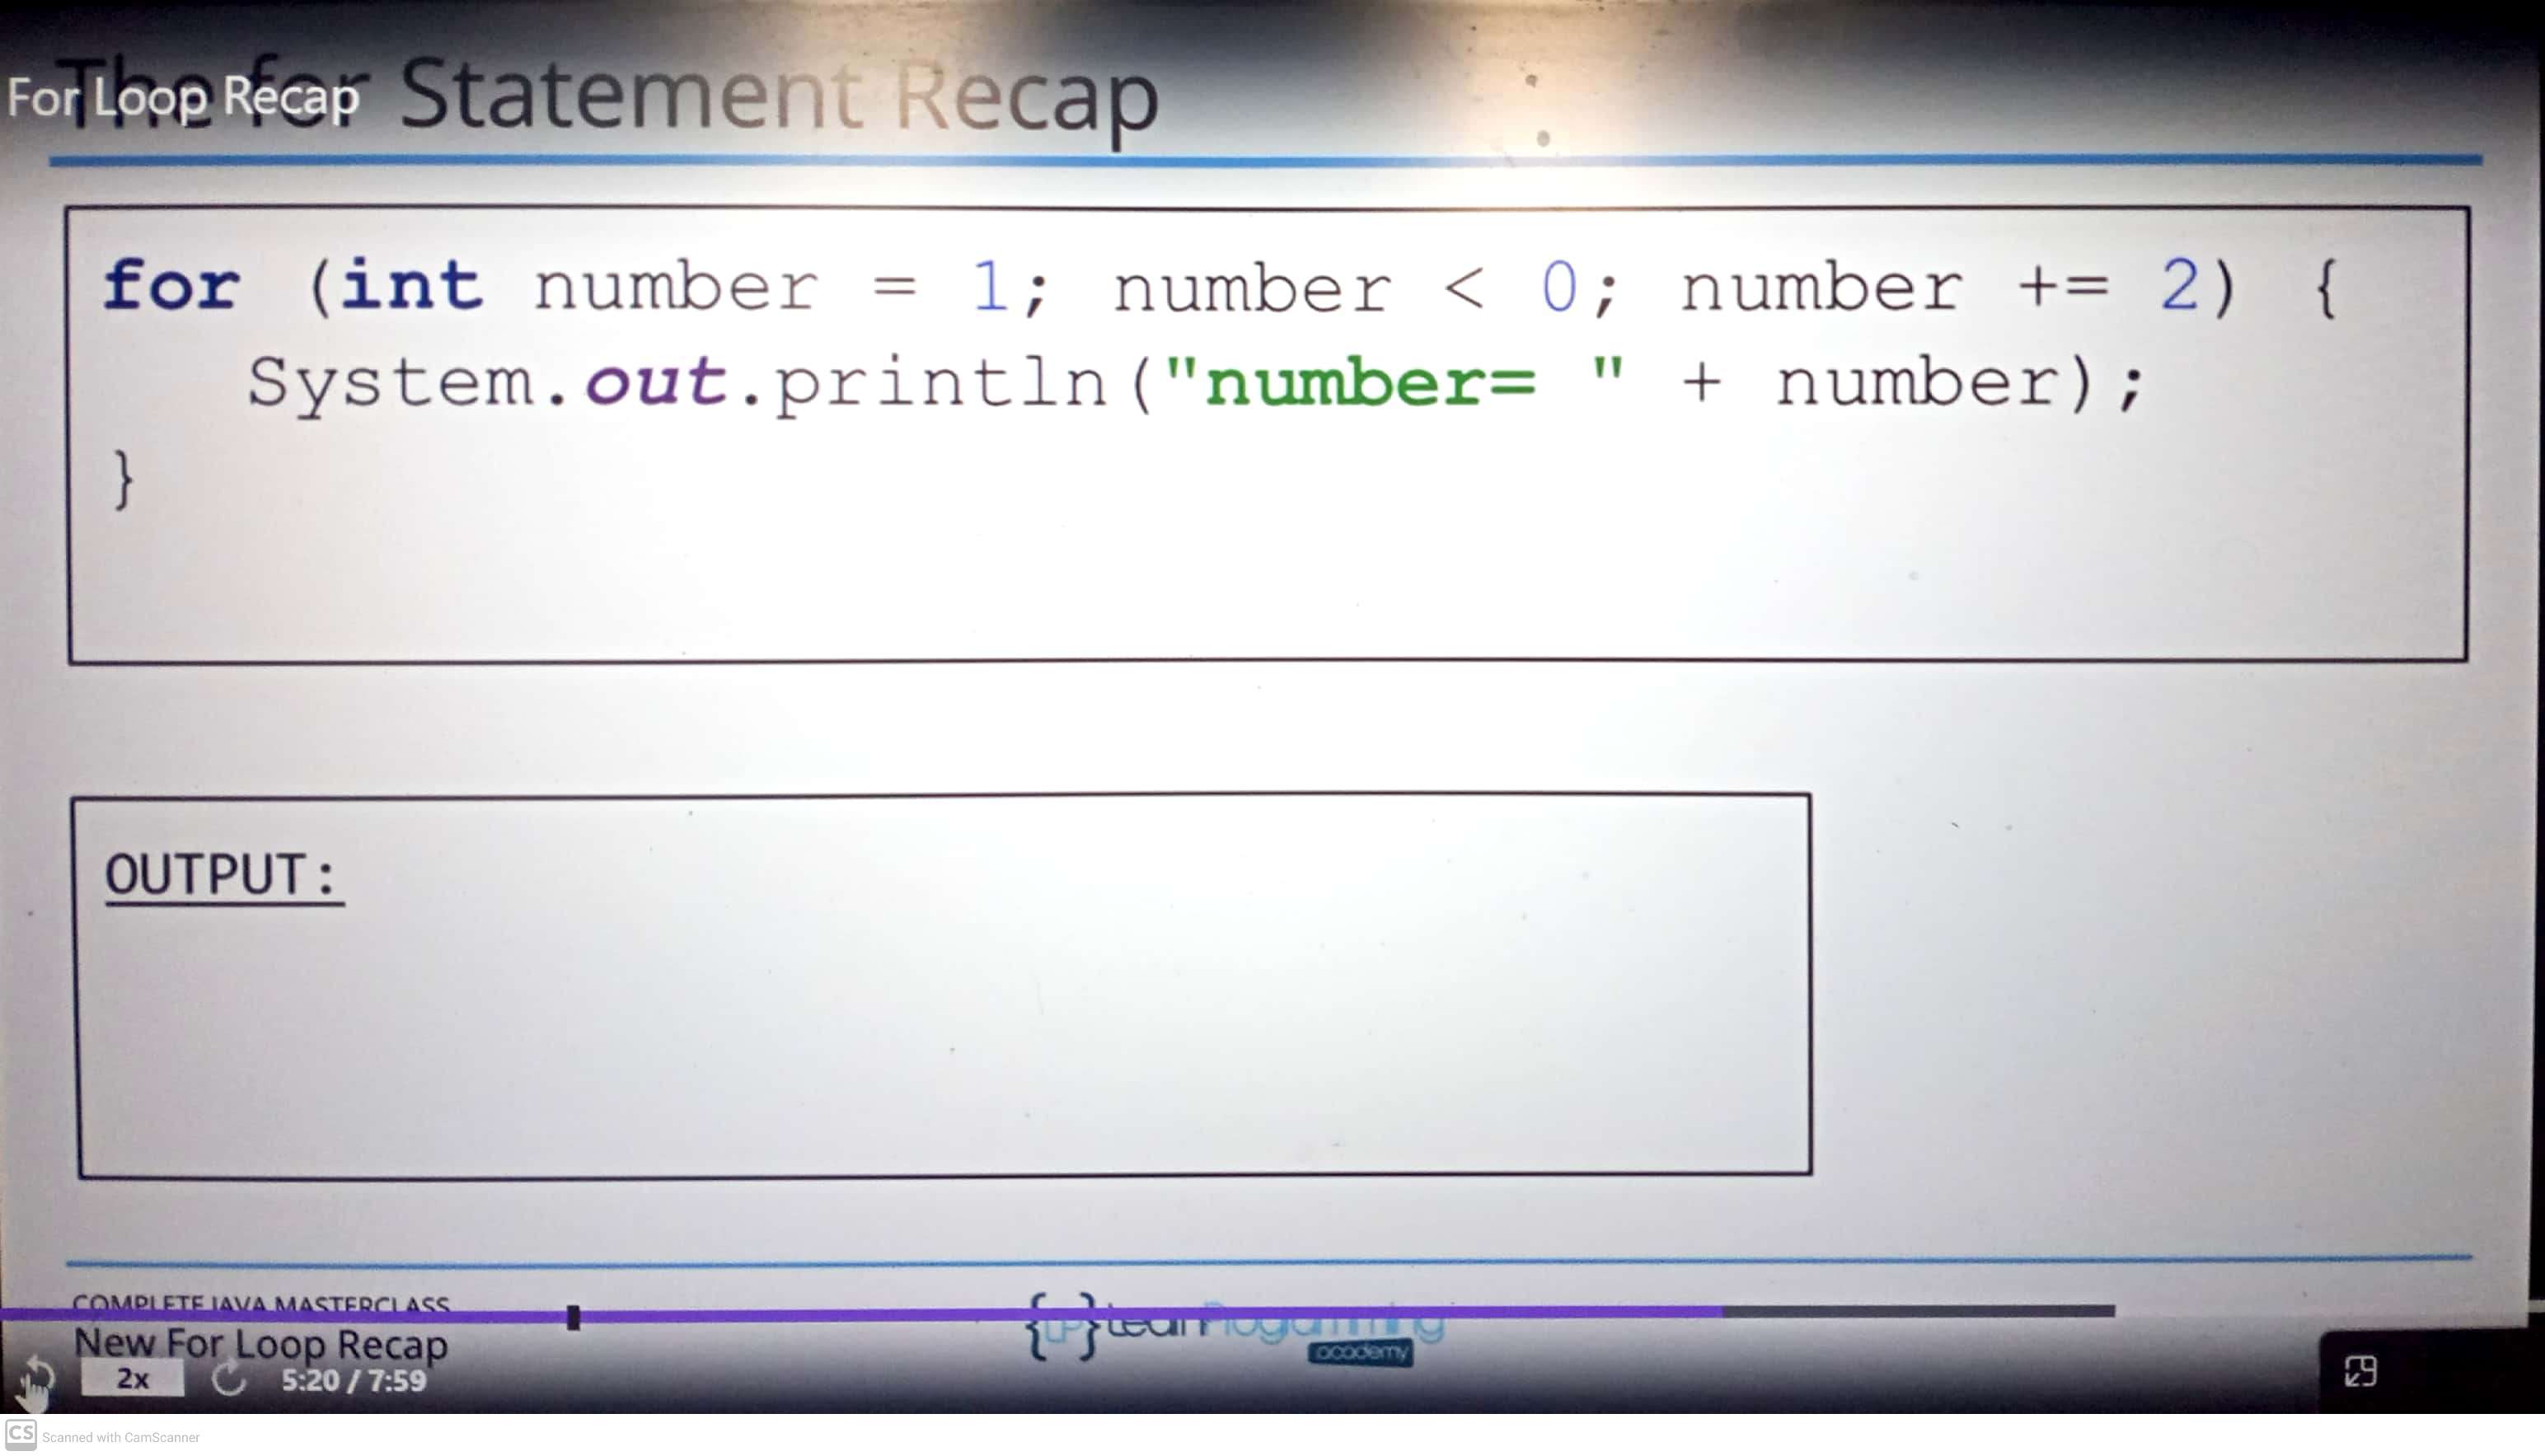 The for Statement Recap
For Loop Recap
for (int number = 1; number < 0; number += 2) {
System.out.println("number= " + number);
}
OUTPUT:
COMPLETE JAVA MASTERCLASS
New For Loop Recap
2x
5:20 / 7:59
{LP} LearnProgramming
academy
CS Scanned with CamScanner